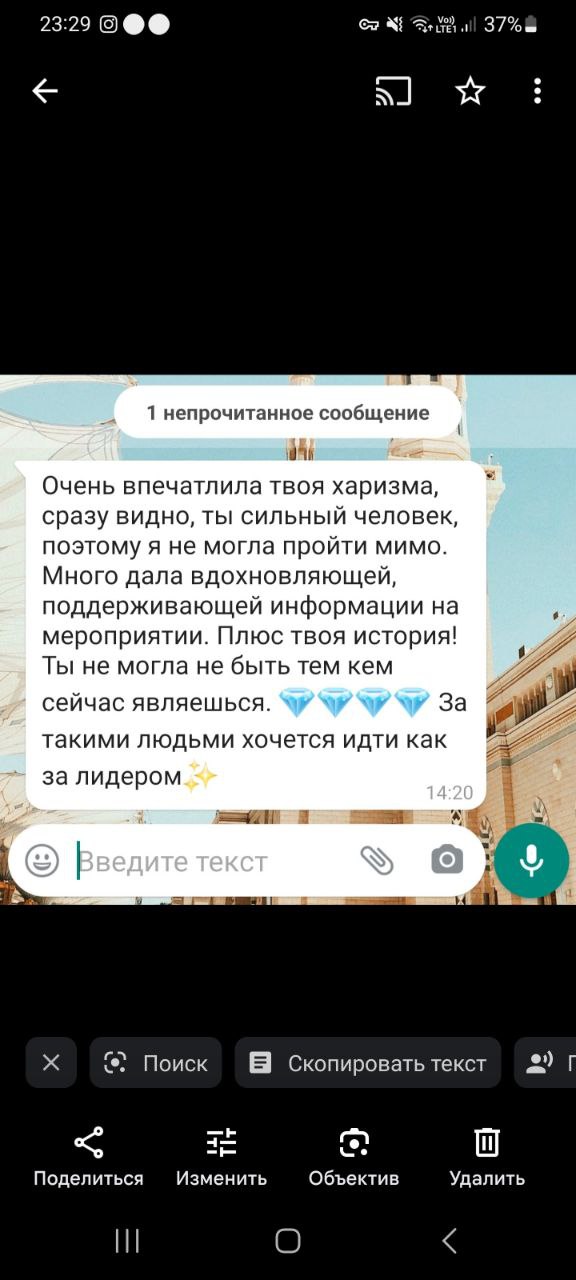 23:29
Vo))
LTE1
37%
1 непрочитанное сообщение
Очень впечатлила твоя харизма,
сразу видно, ты сильный человек,
поэтому я не могла пройти мимо.
Много дала вдохновляющей,
поддерживающей информации на
мероприятии. Плюс твоя история!
Ты не могла не быть тем кем
сейчас являешься. 💎💎💎💎 За
такими людьми хочется идти как
за лидером✨
14:20
Введите текст
Поиск
Скопировать текст
Поделиться
Изменить
Объектив
Удалить